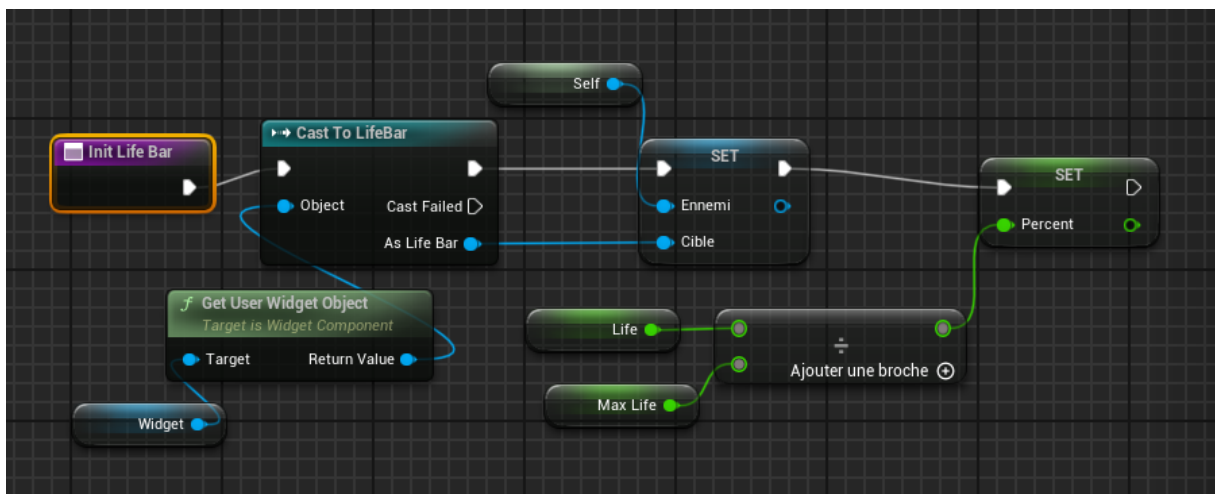 Self
Init Life Bar
Cast To LifeBar
Object
Cast Failed
As Life Bar
SET
Ennemi
Cible
SET
Percent
f Get User Widget Object
Target is Widget Component
Target
Return Value
Widget
Life
Max Life
÷
Ajouter une broche